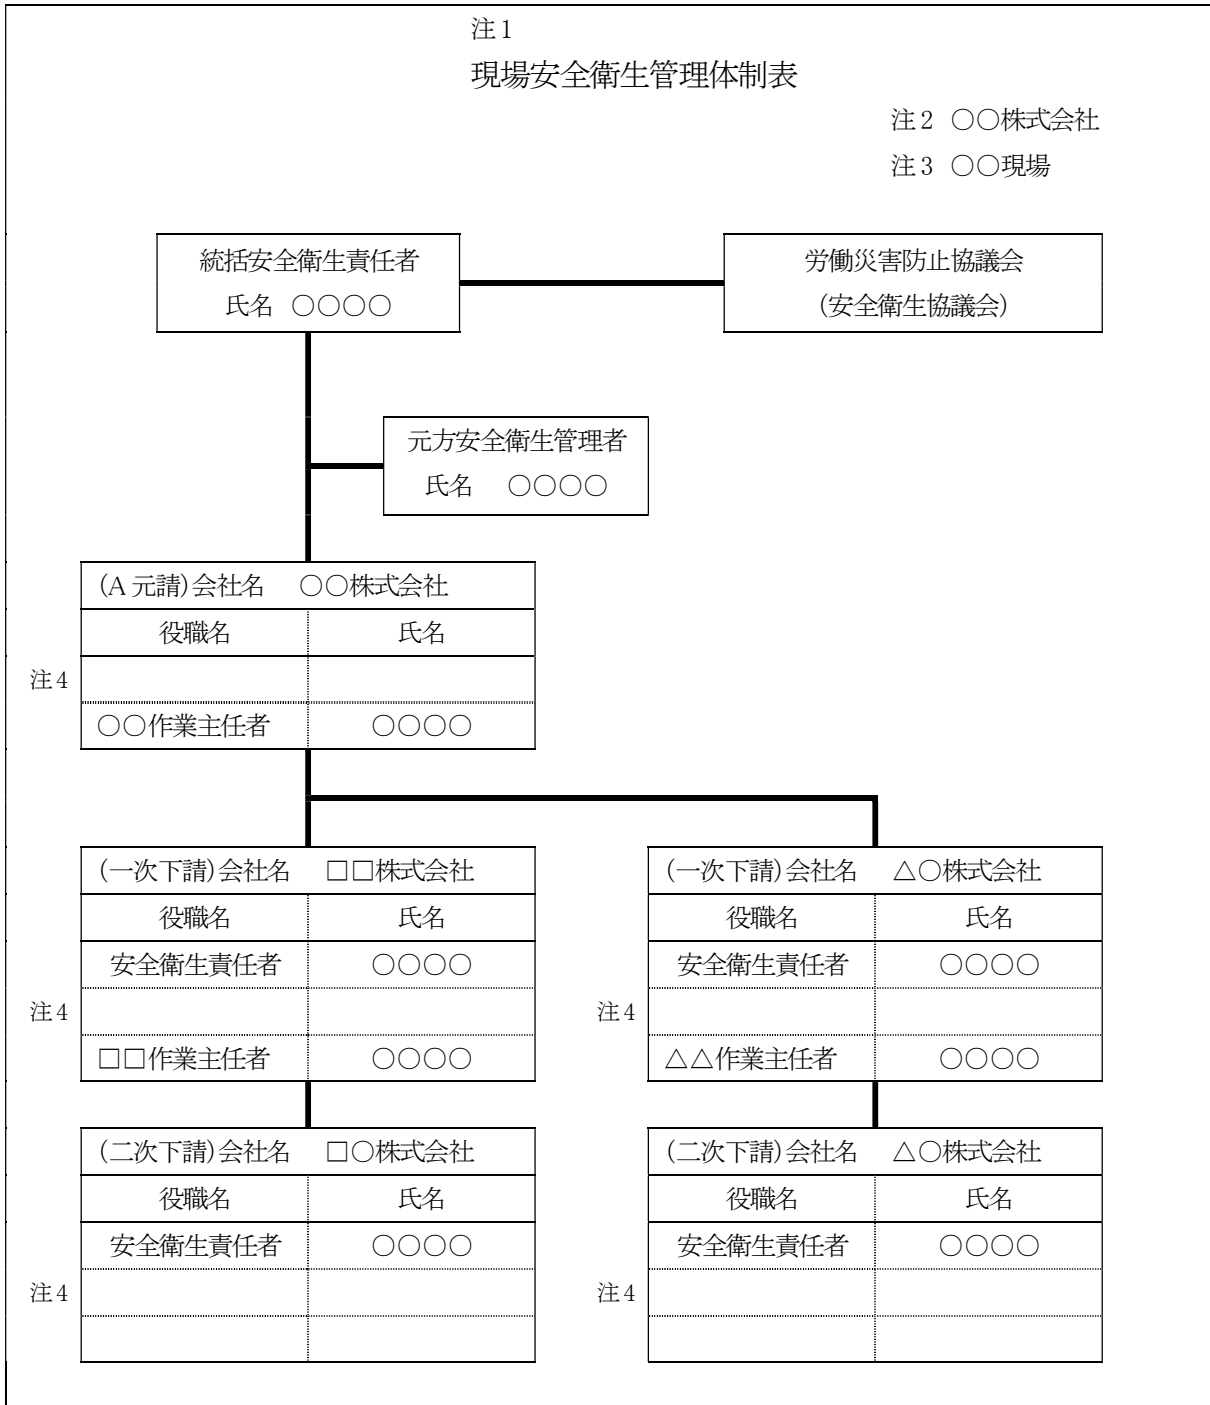 注1
現場安全衛生管理体制表
注2 ○○株式会社
注3 ○○現場
統括安全衛生責任者
氏名 ○○○○
労働災害防止協議会
(安全衛生協議会)
元方安全衛生管理者
氏名 ○○○○
(A元請)会社名 ○○株式会社
役職名 氏名
注4
○○作業主任者 ○○○○
(一次下請)会社名 □□株式会社
役職名 氏名
安全衛生責任者 ○○○○
注4
□□作業主任者 ○○○○
(一次下請)会社名 △○株式会社
役職名 氏名
安全衛生責任者 ○○○○
注4
△△作業主任者 ○○○○
(二次下請)会社名 □○株式会社
役職名 氏名
安全衛生責任者 ○○○○
注4
(二次下請)会社名 △○株式会社
役職名 氏名
安全衛生責任者 ○○○○
注4